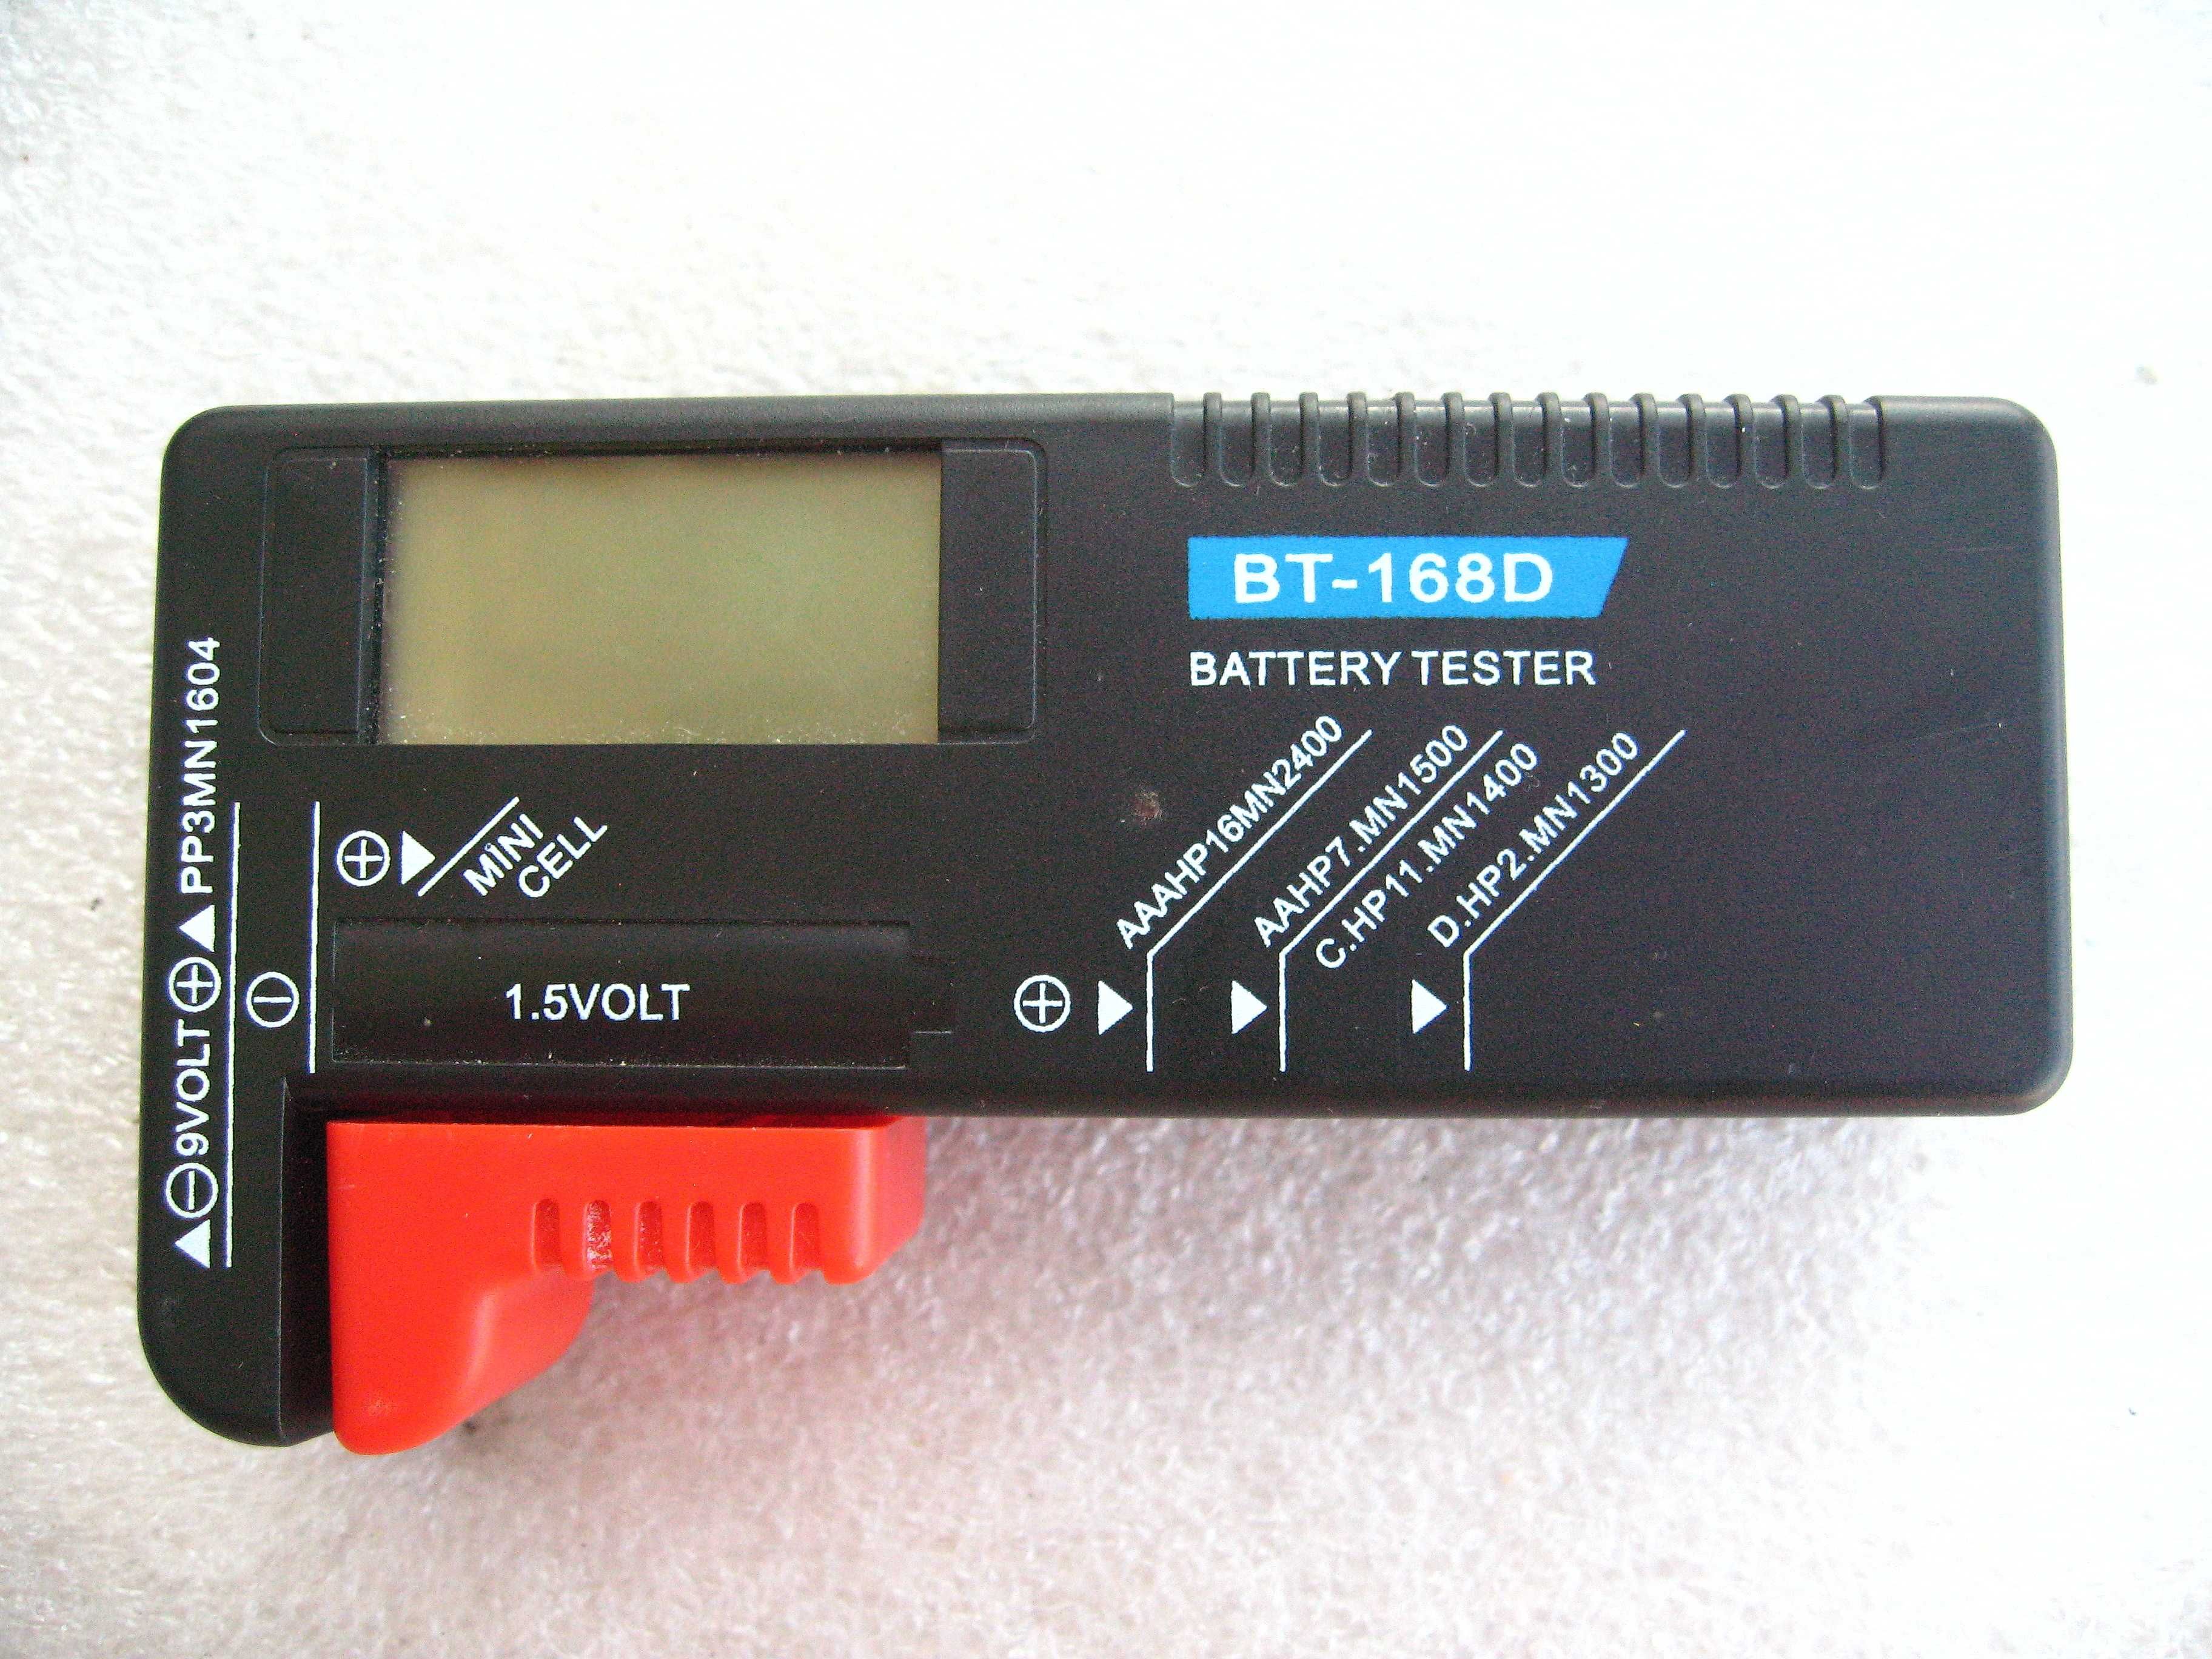 BT-168D
BATTERY TESTER
AAAHP16MN2400
AAHP7.MN1500
C.HP11.MN1400
D.HP2.MN1300
MINI
CELL
1.5VOLT
9VOLT
PP3MN1604